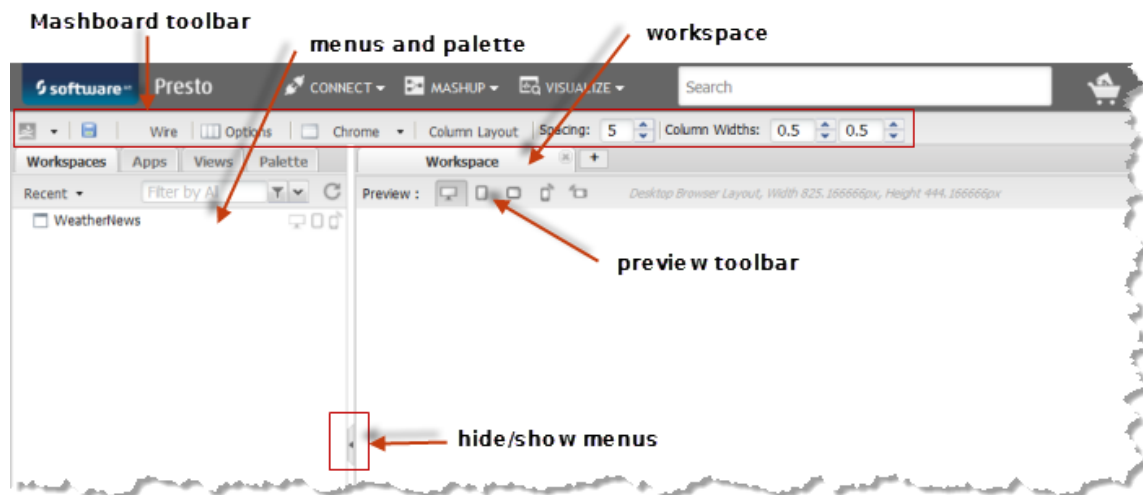 Mashboard toolbar
menus and palette
workspace
software AG Presto CONNECT MASHUP VISUALIZE Search
Wire Options Chrome Column Layout Spacing: 5 Column Widths: 0.5 0.5
Workspaces Apps Views Palette Workspace +
Recent Filter by All Preview : Desktop Browser Layout, Width 825.166666px, Height 444.166666px
WeatherNews
preview toolbar
hide/show menus